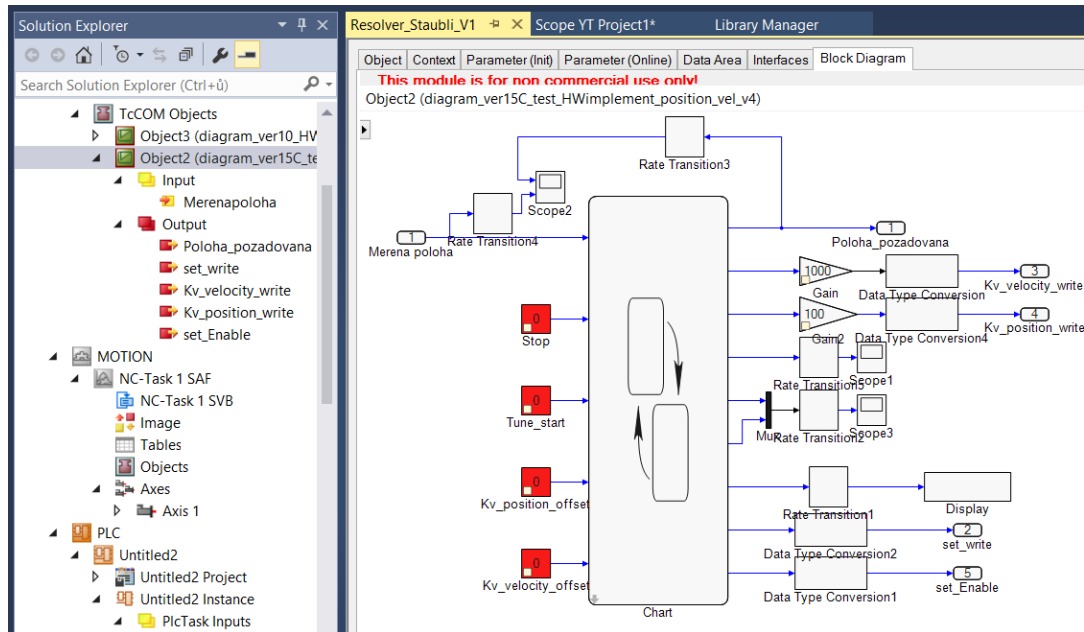 Solution Explorer
Search Solution Explorer (Ctrl+ů)
TcCOM Objects
Object3 (diagram_ver10_HW
Object2 (diagram_ver15C_te
Input
Merenapoloha
Output
Poloha_pozadovana
set_write
Kv_velocity_write
Kv_position_write
set_Enable
MOTION
NC-Task 1 SAF
NC-Task 1 SVB
Image
Tables
Objects
Axes
Axis 1
PLC
Untitled2
Untitled2 Project
Untitled2 Instance
PlcTask Inputs
Resolver_Staubli_V1
Scope YT Project1*
Library Manager
Object
Context
Parameter (Init)
Parameter (Online)
Data Area
Interfaces
Block Diagram
This module is for non commercial use only!
Object2 (diagram_ver15C_test_HWimplement_position_vel_v4)
Rate Transition3
Scope2
Rate Transition4
1
Merena poloha
1
Poloha_pozadovana
1000
Gain
Data Type Conversion
3
Kv_velocity_write
100
Gain2
Data Type Conversion4
4
Kv_position_write
0
Stop
Scope1
0
Tune_start
Mux
Rate Transition2
Scope3
0
Kv_position_offset
Rate Transition1
Display
Data Type Conversion2
2
set_write
0
Kv_velocity_offset
Data Type Conversion1
5
set_Enable
Chart